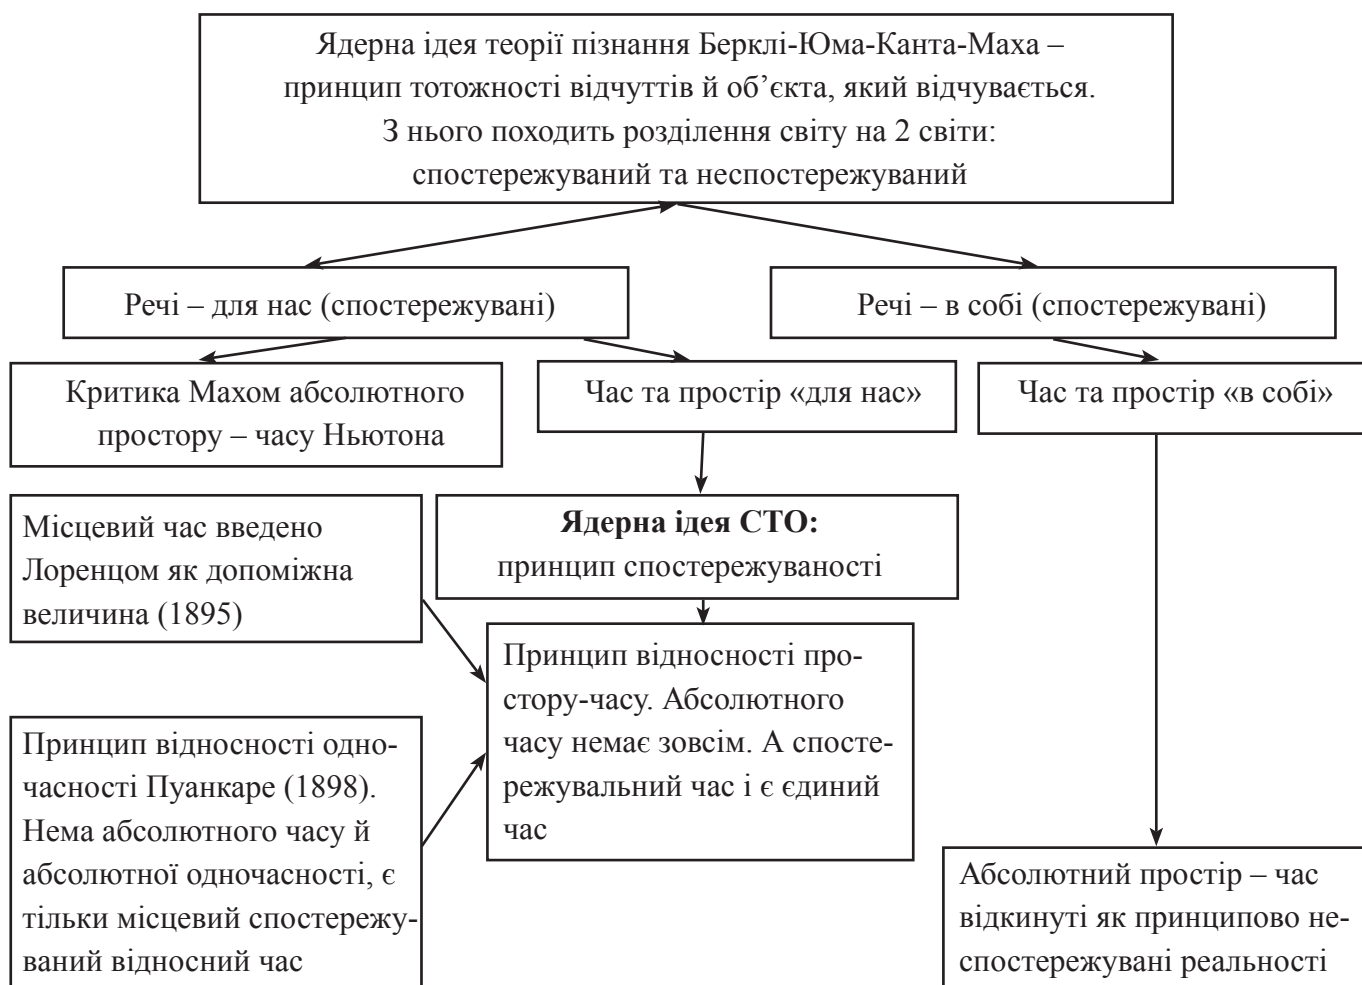 Ядерна ідея теорії пізнання Берклі-Юма-Канта-Маха –
принцип тотожності відчуттів й об’єкта, який відчувається.
З нього походить розділення світу на 2 світи:
спостережуваний та неспостережуваний
Речі – для нас (спостережувані)
Речі – в собі (спостережувані)
Критика Махом абсолютного
простору – часу Ньютона
Час та простір «для нас»
Час та простір «в собі»
Місцевий час введено
Лоренцом як допоміжна
величина (1895)
Ядерна ідея СТО:
принцип спостережуваності
Принцип відносності про-
стору-часу. Абсолютного
часу немає зовсім. А спосте-
режувальний час і є єдиний
час
Принцип відносності одно-
часності Пуанкаре (1898).
Нема абсолютного часу й
абсолютної одночасності, є
тільки місцевий спостережу-
ваний відносний час
Абсолютний простір – час
відкинуті як принципово не-
спостережувані реальності